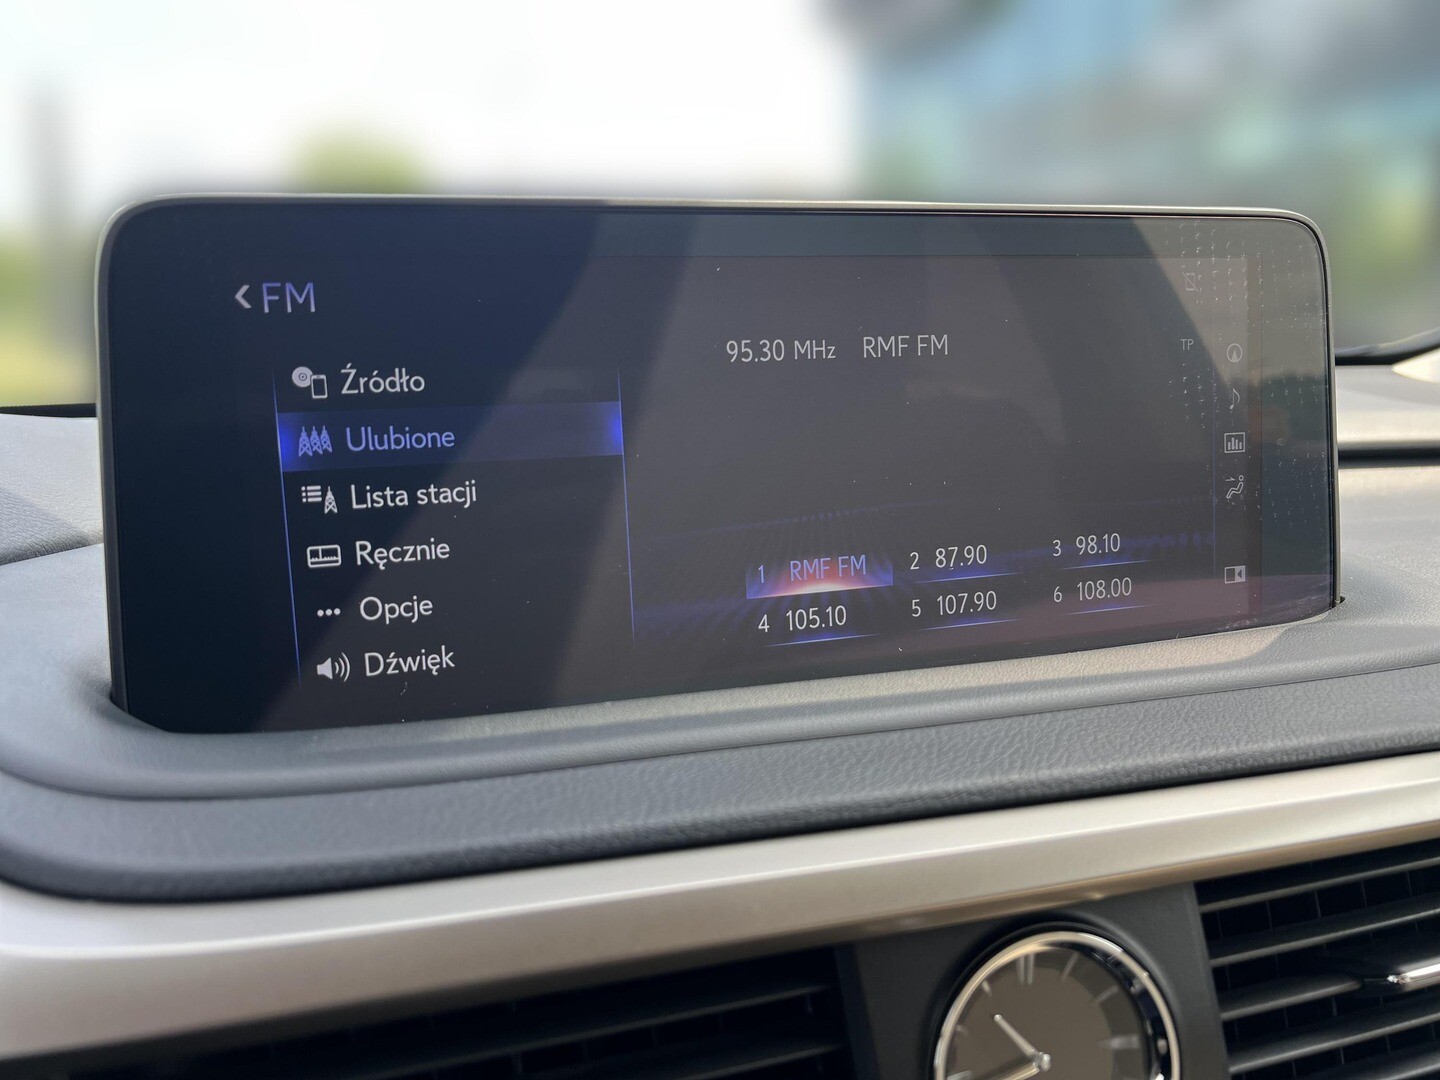 FM
Źródło
Ulubione
Lista stacji
Ręcznie
Opcje
Dźwięk
95.30 MHz RMF FM
TP
1 RMF FM 2 87.90 3 98.10
4 105.10 5 107.90 6 108.00